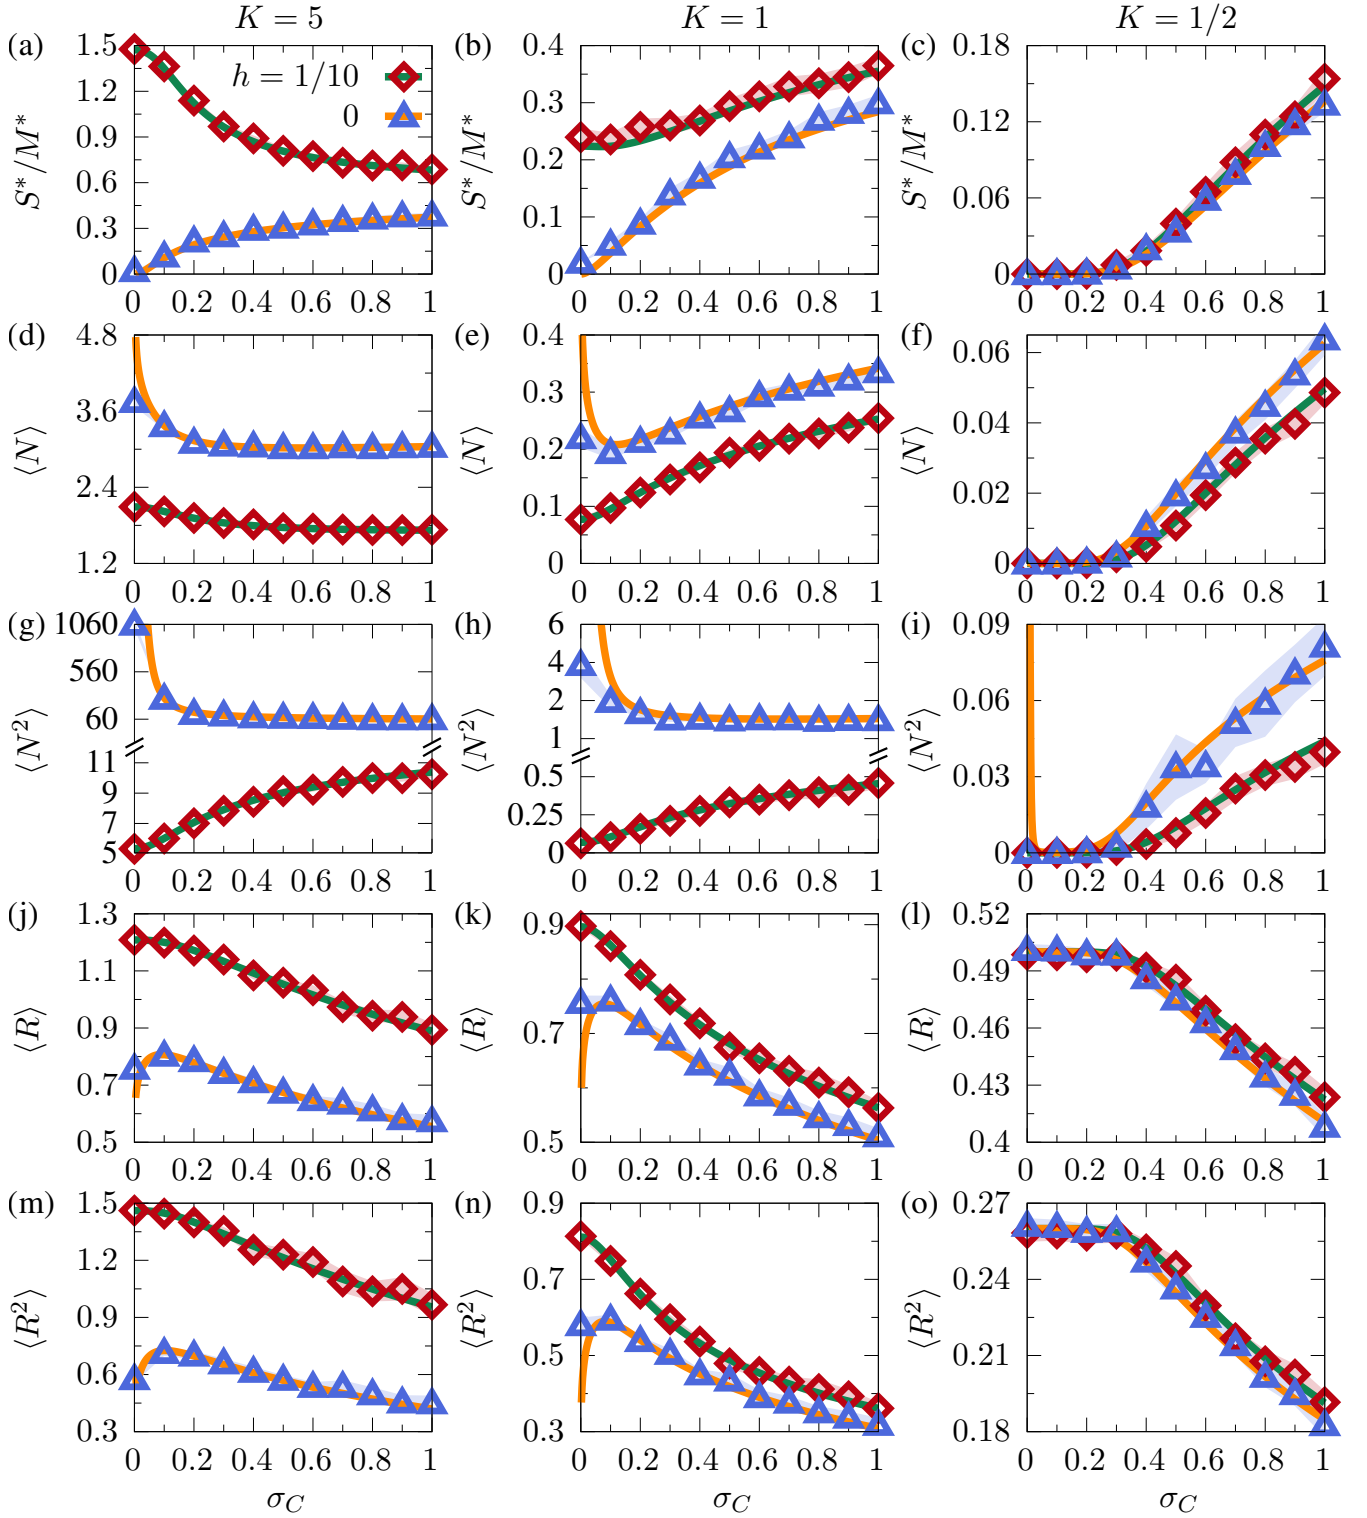 K = 5 K = 1 K = 1/2
(a) 1.5 1.2 0.9 0.6 0.3 0 S*/M* h = 1/10 0 0 0.2 0.4 0.6 0.8 1
(b) 0.4 0.3 0.2 0.1 0 S*/M* 0 0.2 0.4 0.6 0.8 1
(c) 0.18 0.12 0.06 0 S*/M* 0 0.2 0.4 0.6 0.8 1
(d) 4.8 3.6 2.4 1.2 ⟨N⟩ 0 0.2 0.4 0.6 0.8 1
(e) 0.4 0.3 0.2 0.1 0 ⟨N⟩ 0 0.2 0.4 0.6 0.8 1
(f) 0.06 0.04 0.02 0 ⟨N⟩ 0 0.2 0.4 0.6 0.8 1
(g) 1060 560 60 11 9 7 5 ⟨N²⟩ 0 0.2 0.4 0.6 0.8 1
(h) 6 4 2 1 0.5 0.25 0 ⟨N²⟩ 0 0.2 0.4 0.6 0.8 1
(i) 0.09 0.06 0.03 0 ⟨N²⟩ 0 0.2 0.4 0.6 0.8 1
(j) 1.3 1.1 0.9 0.7 0.5 ⟨R⟩ 0 0.2 0.4 0.6 0.8 1
(k) 0.9 0.7 0.5 ⟨R⟩ 0 0.2 0.4 0.6 0.8 1
(l) 0.52 0.49 0.46 0.43 0.4 ⟨R⟩ 0 0.2 0.4 0.6 0.8 1
(m) 1.5 1.2 0.9 0.6 0.3 ⟨R²⟩ 0 0.2 0.4 0.6 0.8 1
(n) 0.9 0.7 0.5 0.3 ⟨R²⟩ 0 0.2 0.4 0.6 0.8 1
(o) 0.27 0.24 0.21 0.18 ⟨R²⟩ 0 0.2 0.4 0.6 0.8 1
σ_C σ_C σ_C